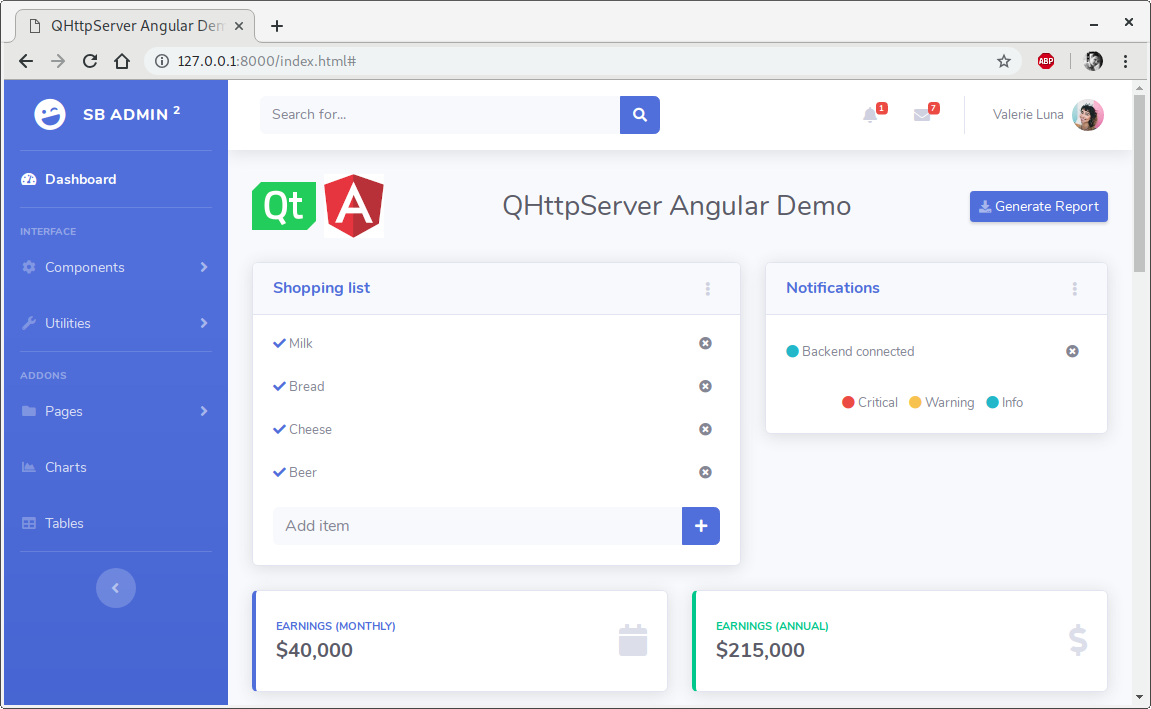 QHttpServer Angular Dem
127.0.0.1:8000/index.html#
ABP
SB ADMIN 2
Search for...
1
7
Valerie Luna
Dashboard
INTERFACE
Components
Utilities
ADDONS
Pages
Charts
Tables
Qt
A
QHttpServer Angular Demo
Generate Report
Shopping list
Milk
Bread
Cheese
Beer
Add item
Notifications
Backend connected
Critical
Warning
Info
EARNINGS (MONTHLY)
$40,000
EARNINGS (ANNUAL)
$215,000
$